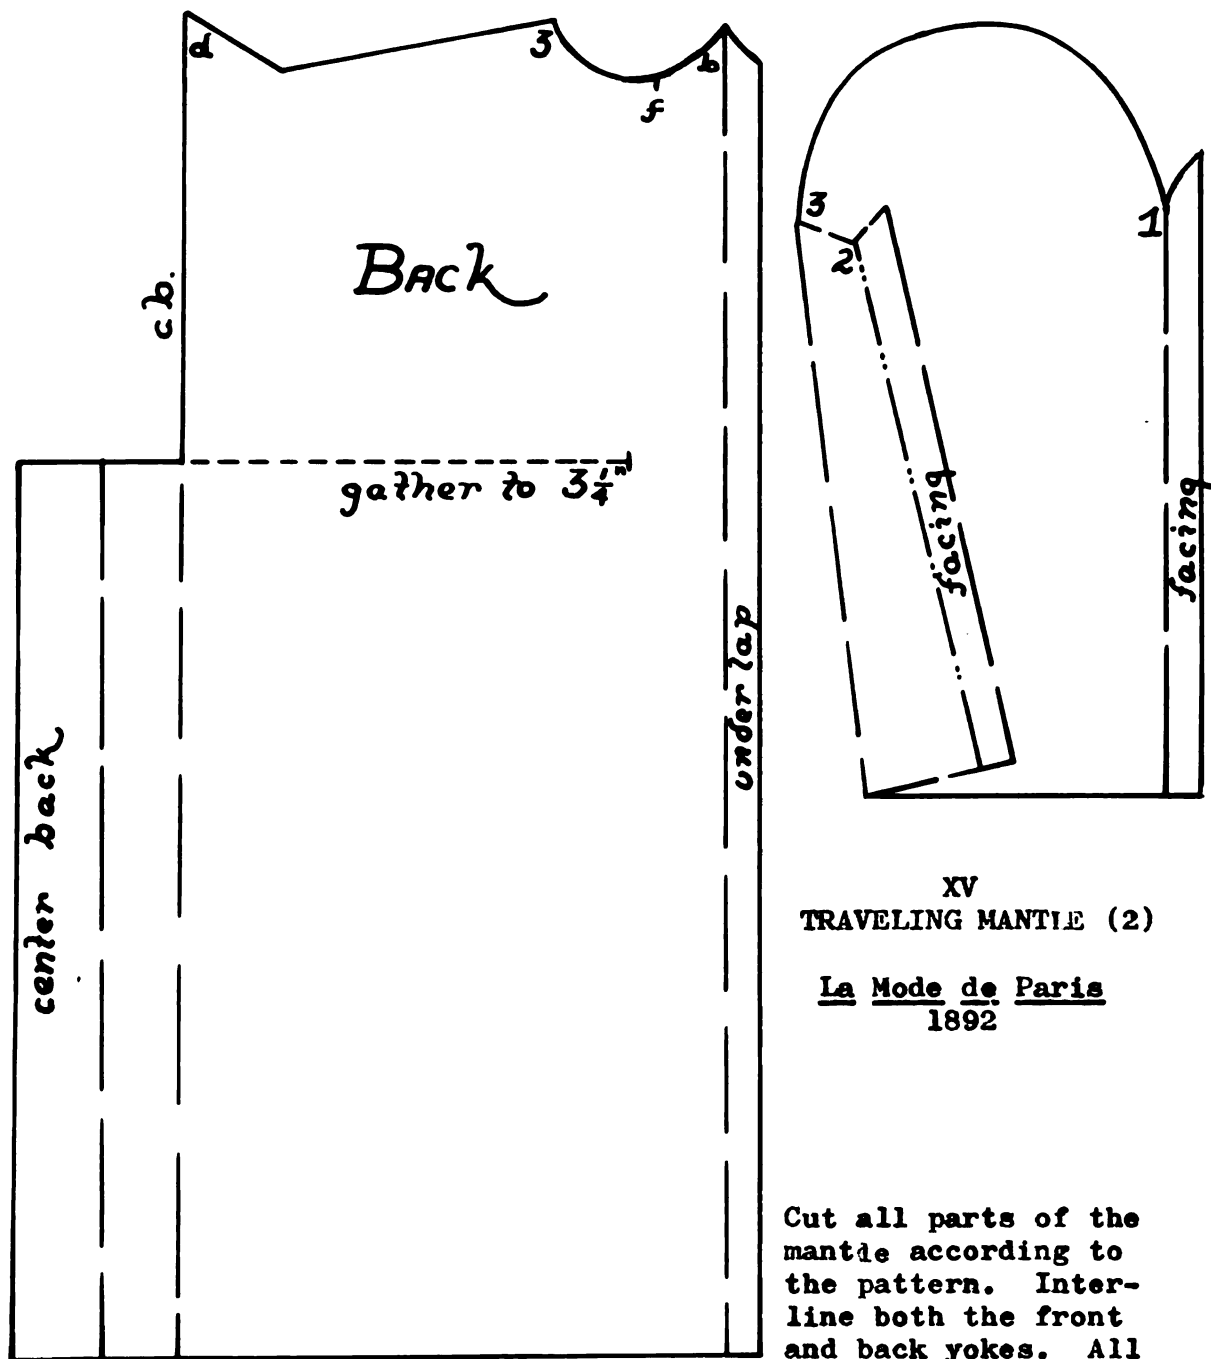 d
3
b
f
Back
c b.
gather to 3 1/4"
center back
underlap
3
2
1
facing
facing
XV
TRAVELING MANTLE (2)
La Mode de Paris
1892
Cut all parts of the
mantle according to
the pattern. Inter-
line both the front
and back yokes. All